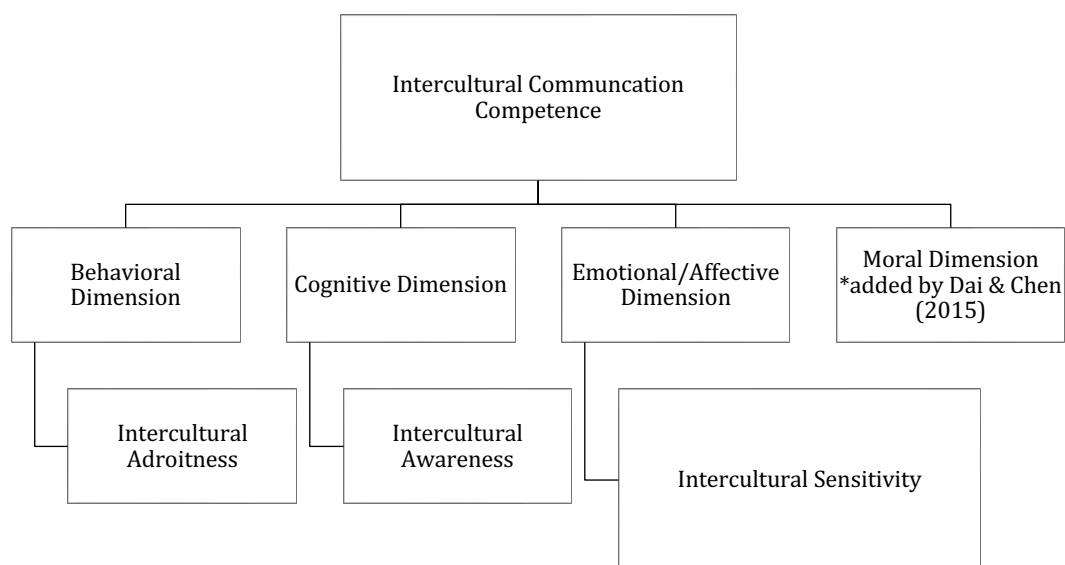 Intercultural Communcation
Competence
Behavioral
Dimension
Cognitive Dimension
Emotional/Affective
Dimension
Moral Dimension
*added by Dai & Chen
(2015)
Intercultural
Adroitness
Intercultural
Awareness
Intercultural Sensitivity